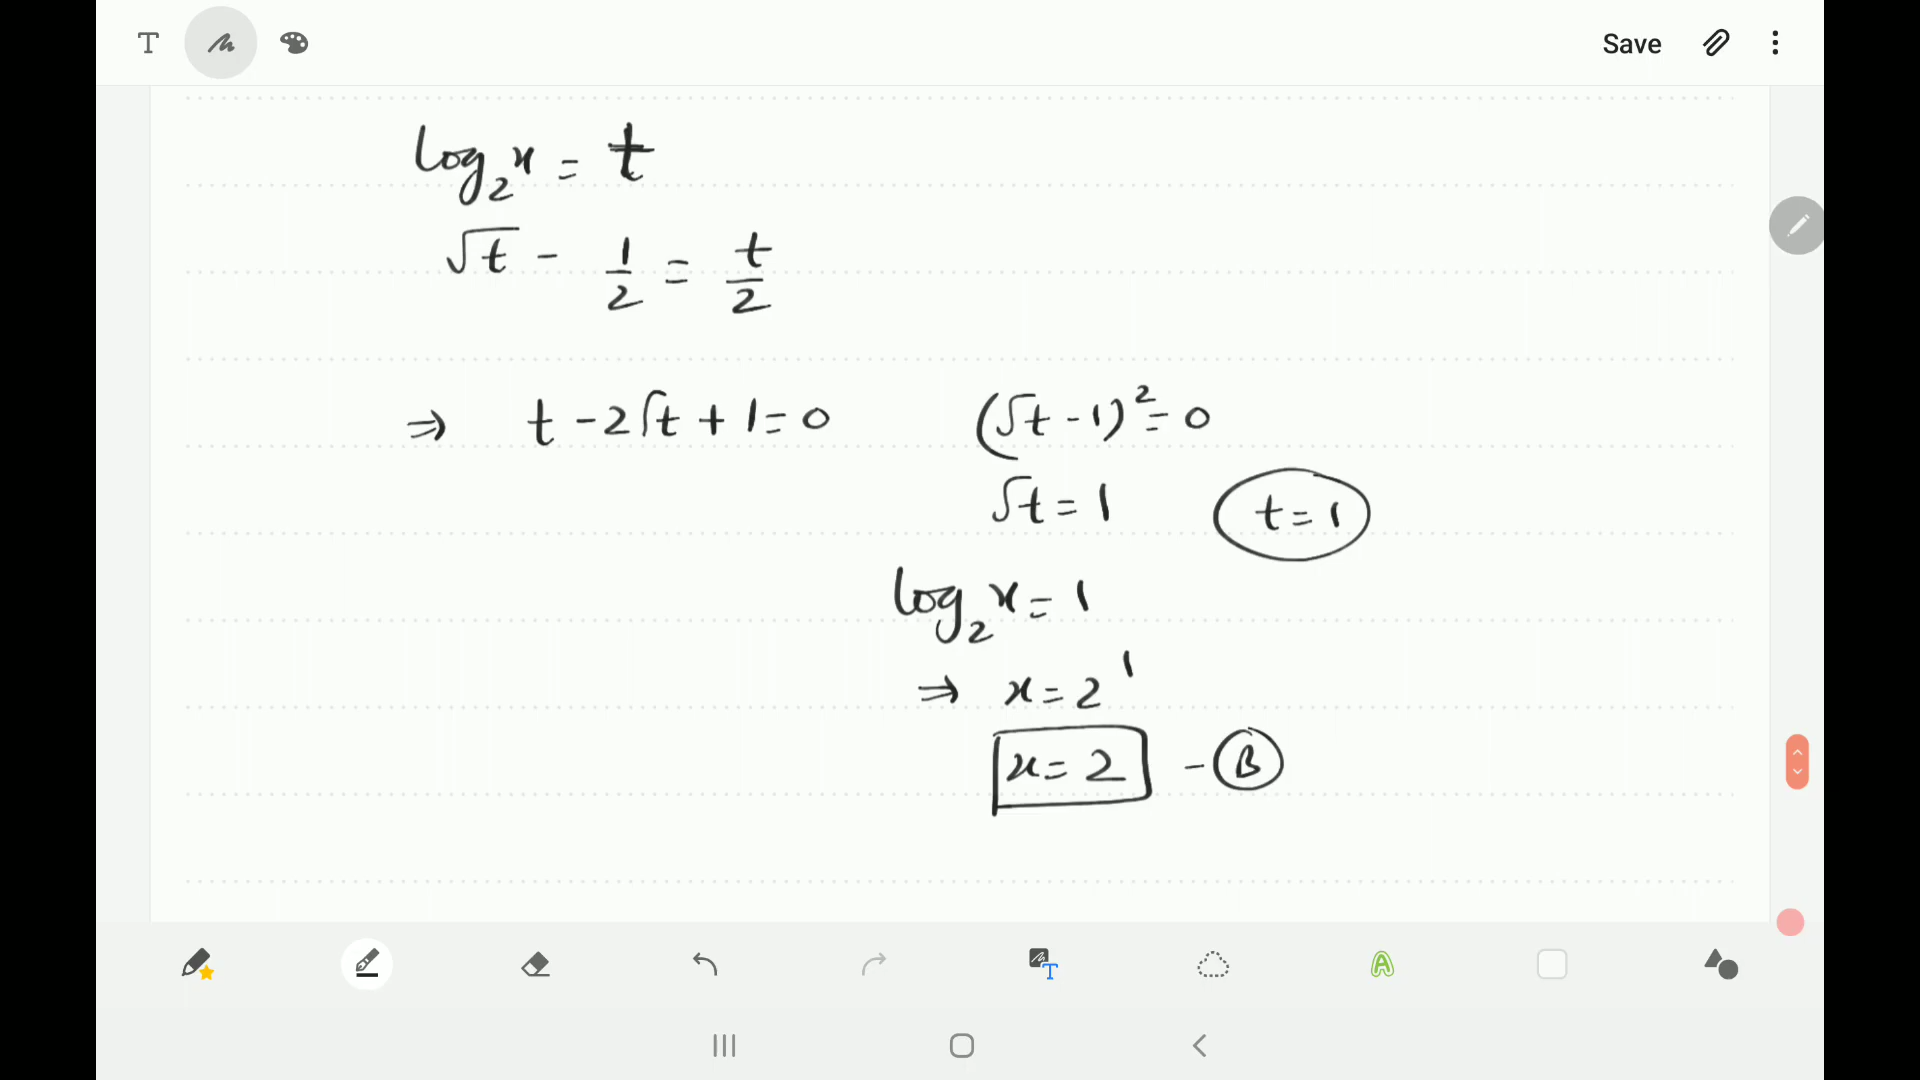 T Save
log₂x = t
√t - 1/2 = t/2
⇒ t - 2√t + 1 = 0 (√t - 1)² = 0
√t = 1 t = 1
log₂x = 1
⇒ x = 2¹
x = 2 - B
T A